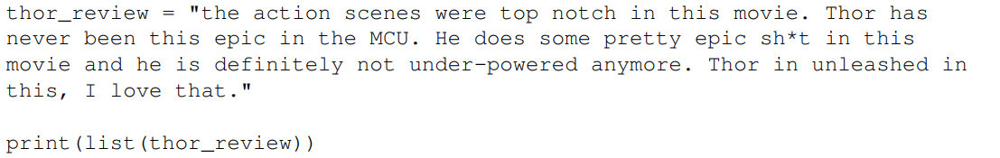 thor_review = "the action scenes were top notch in this movie. Thor has
never been this epic in the MCU. He does some pretty epic sh*t in this
movie and he is definitely not under-powered anymore. Thor in unleashed in
this, I love that."
print(list(thor_review))